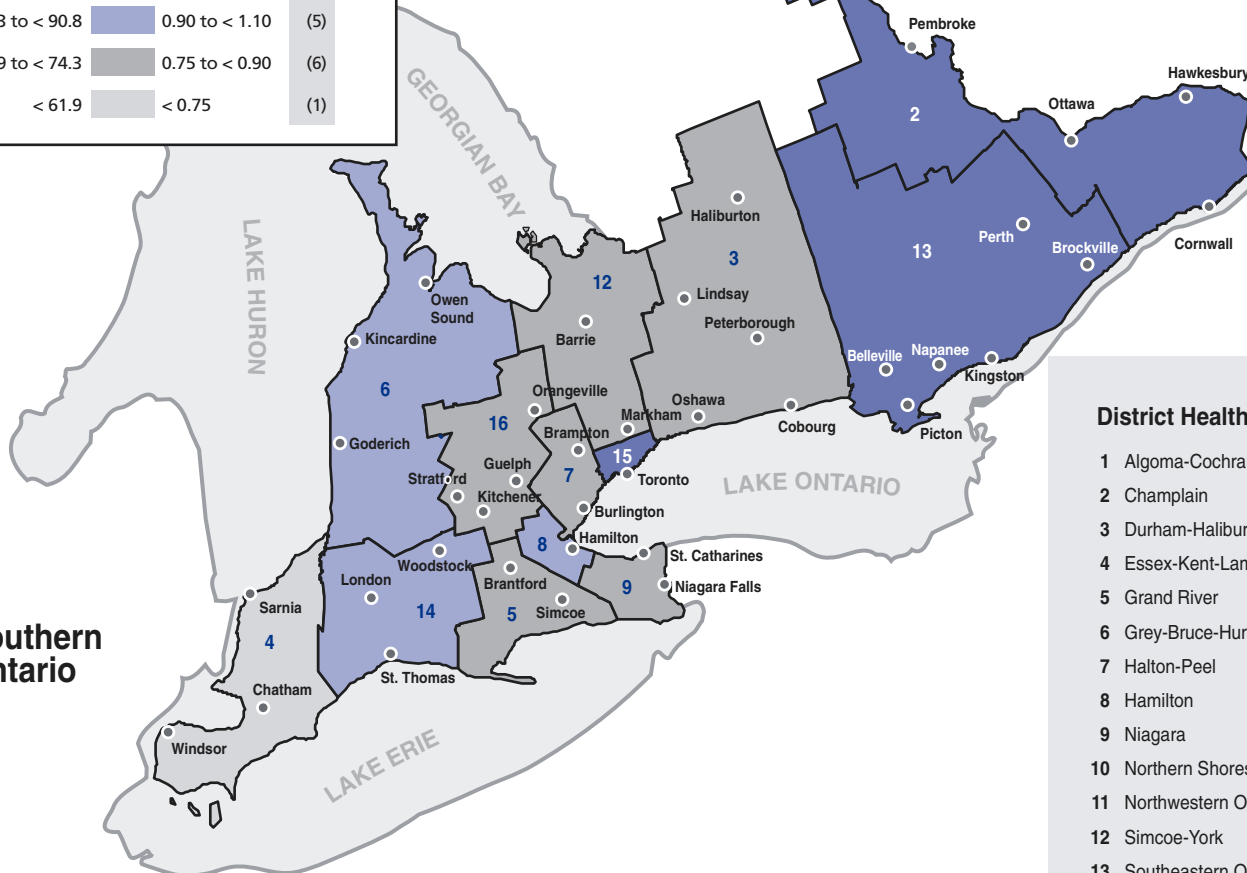 3 to < 90.8 0.90 to < 1.10 (5)
9 to < 74.3 0.75 to < 0.90 (6)
< 61.9 < 0.75 (1)
GEORGIAN BAY
LAKE HURON
Pembroke
2
Hawkesbury
Ottawa
Haliburton
Perth
Brockville
Cornwall
3
13
12
Owen
Sound
Lindsay
Barrie
Peterborough
Kincardine
Belleville
Napanee
Kingston
6
Orangeville
Oshawa
Markham
Cobourg
Picton
16
Brampton
Goderich
15
Guelph
7
Toronto
Stratford
Kitchener
LAKE ONTARIO
Burlington
Hamilton
8
St. Catharines
Woodstock
London
Brantford
9
Niagara Falls
Sarnia
14
5
Simcoe
4
St. Thomas
Chatham
Windsor
LAKE ERIE
outhern
ntario
District Health
1 Algoma-Cochra
2 Champlain
3 Durham-Halibur
4 Essex-Kent-Lam
5 Grand River
6 Grey-Bruce-Hur
7 Halton-Peel
8 Hamilton
9 Niagara
10 Northern Shores
11 Northwestern O
12 Simcoe-York
13 Southeastern O